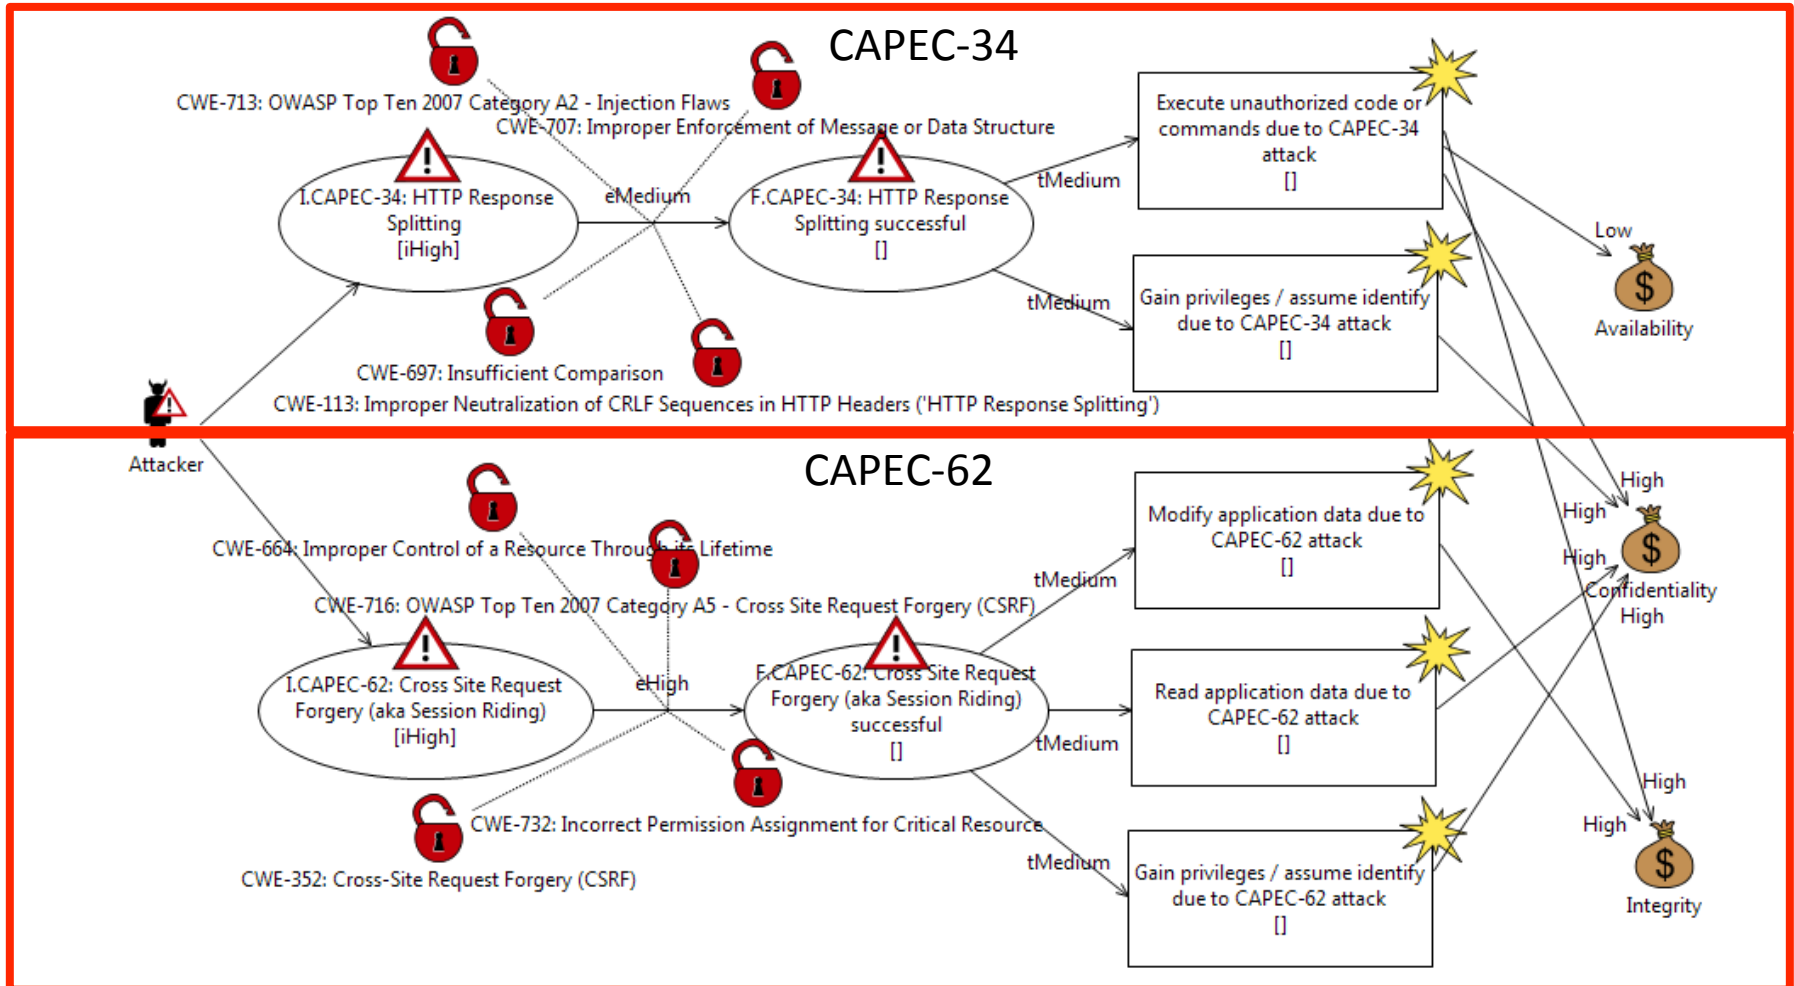 CAPEC-34
CWE-713: OWASP Top Ten 2007 Category A2 - Injection Flaws
CWE-707: Improper Enforcement of Message or Data Structure
I.CAPEC-34: HTTP Response
Splitting
[iHigh]
eMedium
F.CAPEC-34: HTTP Response
Splitting successful
[]
tMedium
tMedium
Execute unauthorized code or
commands due to CAPEC-34
attack
[]
Gain privileges / assume identify
due to CAPEC-34 attack
[]
Low
$
Availability
CWE-697: Insufficient Comparison
CWE-113: Improper Neutralization of CRLF Sequences in HTTP Headers ('HTTP Response Splitting')
Attacker
CAPEC-62
CWE-664: Improper Control of a Resource Through its Lifetime
CWE-716: OWASP Top Ten 2007 Category A5 - Cross Site Request Forgery (CSRF)
I.CAPEC-62: Cross Site Request
Forgery (aka Session Riding)
[iHigh]
eHigh
F.CAPEC-62: Cross Site Request
Forgery (aka Session Riding)
successful
[]
tMedium
tMedium
tMedium
CWE-732: Incorrect Permission Assignment for Critical Resource
CWE-352: Cross-Site Request Forgery (CSRF)
Modify application data due to
CAPEC-62 attack
[]
Read application data due to
CAPEC-62 attack
[]
Gain privileges / assume identify
due to CAPEC-62 attack
[]
High
High
High
$
Confidentiality
High
High
High
$
Integrity